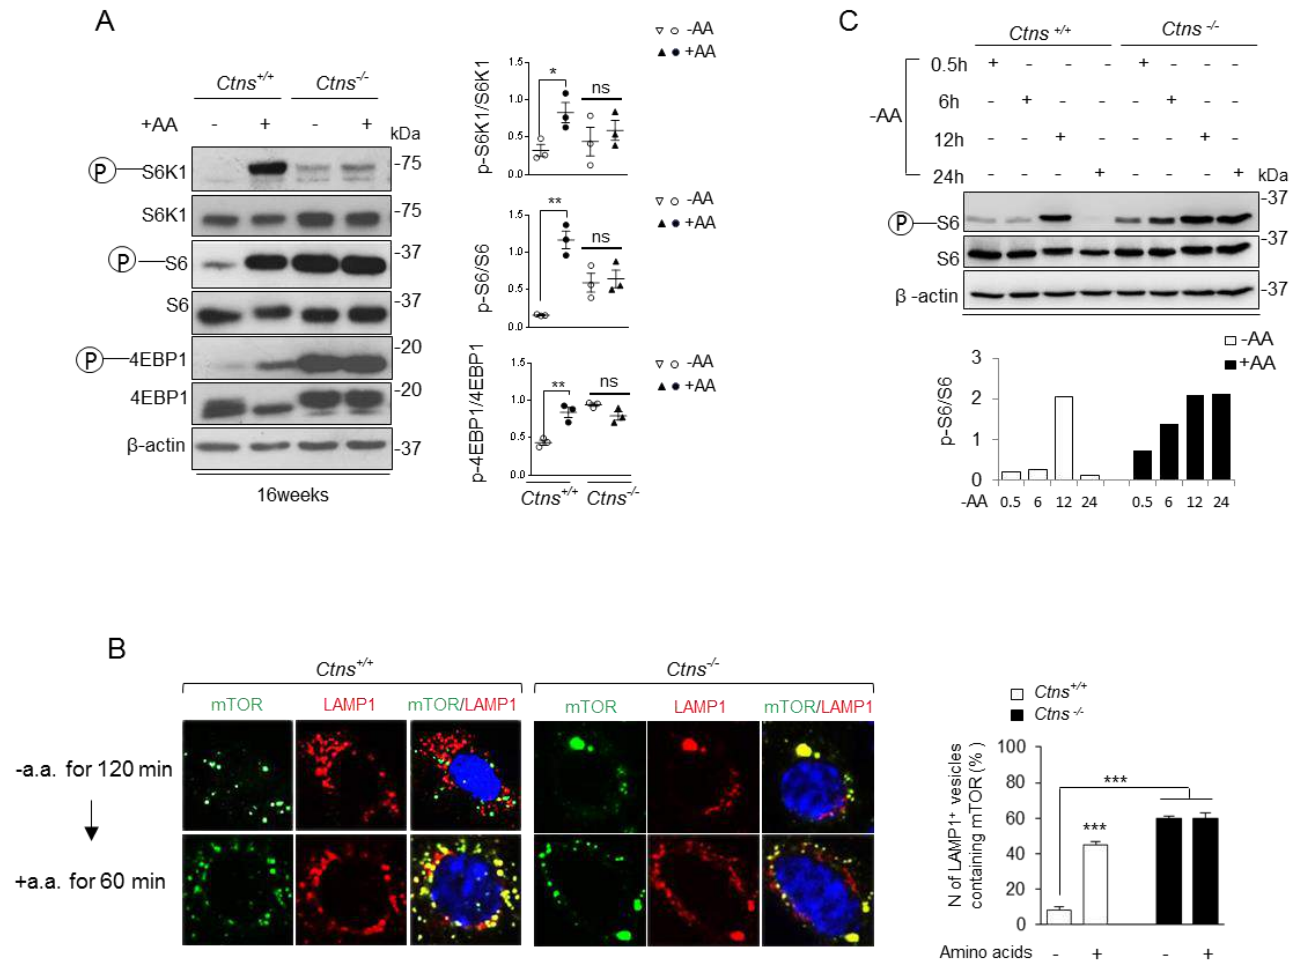 A
Ctns+/+ Ctns-/-
+AA - + - + kDa
P S6K1 -75
S6K1 -75
P S6 -37
S6 -37
P 4EBP1 -20
4EBP1 -20
β-actin -37
16weeks
▽ ○ -AA
▲ ● +AA
p-S6K1/S6K1
1.5
1.0
0.5
0.0
* ns
▽ ○ -AA
▲ ● +AA
p-S6/S6
1.5
1.0
0.5
0.0
** ns
▽ ○ -AA
▲ ● +AA
p-4EBP1/4EBP1
1.5
1.0
0.5
0.0
** ns
Ctns+/+ Ctns-/-
C
Ctns +/+ Ctns -/-
-AA
0.5h + - - - + - - -
6h - + - - - + - -
12h - - + - - - + -
24h - - - + - - - + kDa
P S6 -37
S6 -37
β -actin -37
-AA
+AA
p-S6/S6
3
2
1
0
-AA 0.5 6 12 24 0.5 6 12 24
B
Ctns+/+ Ctns-/-
mTOR LAMP1 mTOR/LAMP1 mTOR LAMP1 mTOR/LAMP1
-a.a. for 120 min
+a.a. for 60 min
Ctns+/+
Ctns -/-
N of LAMP1+ vesicles
containing mTOR (%)
100
80
60
40
20
0
***
***
Amino acids - + - +